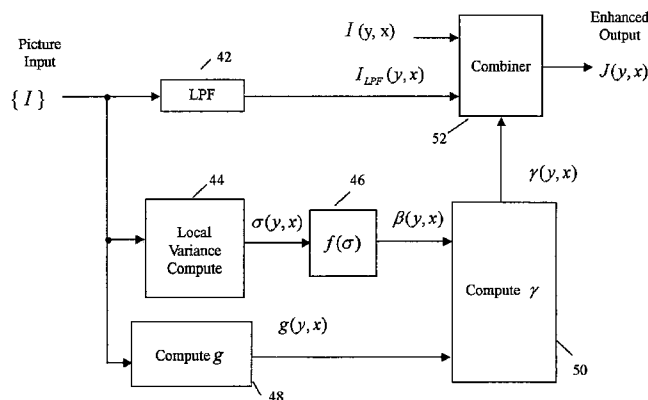 Picture
Input
{ I }
42
LPF
I (y, x)
I_LPF (y, x)
Combiner
52
Enhanced
Output
J(y, x)
γ(y, x)
44
Local
Variance
Compute
σ(y, x)
46
f(σ)
β(y, x)
Compute γ
50
g(y, x)
Compute g
48